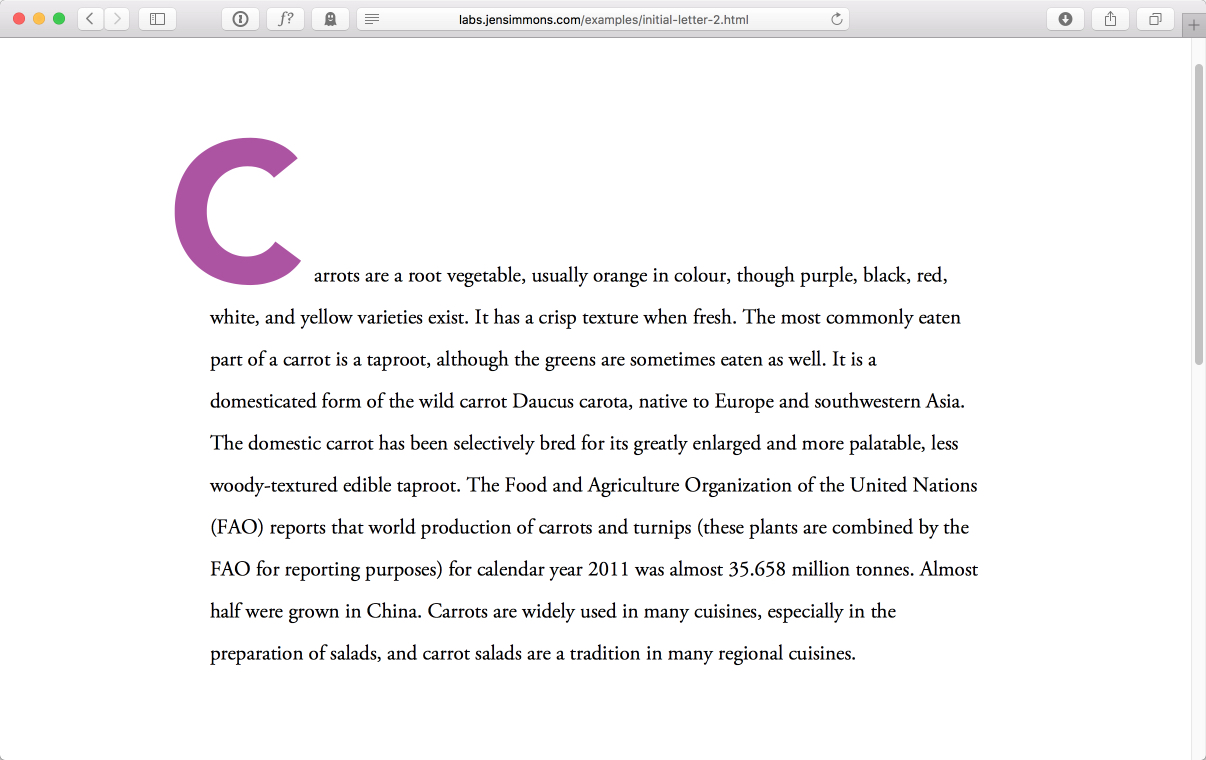 f?
labs.jensimmons.com/examples/initial-letter-2.html
Carrots are a root vegetable, usually orange in colour, though purple, black, red,
white, and yellow varieties exist. It has a crisp texture when fresh. The most commonly eaten
part of a carrot is a taproot, although the greens are sometimes eaten as well. It is a
domesticated form of the wild carrot Daucus carota, native to Europe and southwestern Asia.
The domestic carrot has been selectively bred for its greatly enlarged and more palatable, less
woody-textured edible taproot. The Food and Agriculture Organization of the United Nations
(FAO) reports that world production of carrots and turnips (these plants are combined by the
FAO for reporting purposes) for calendar year 2011 was almost 35.658 million tonnes. Almost
half were grown in China. Carrots are widely used in many cuisines, especially in the
preparation of salads, and carrot salads are a tradition in many regional cuisines.